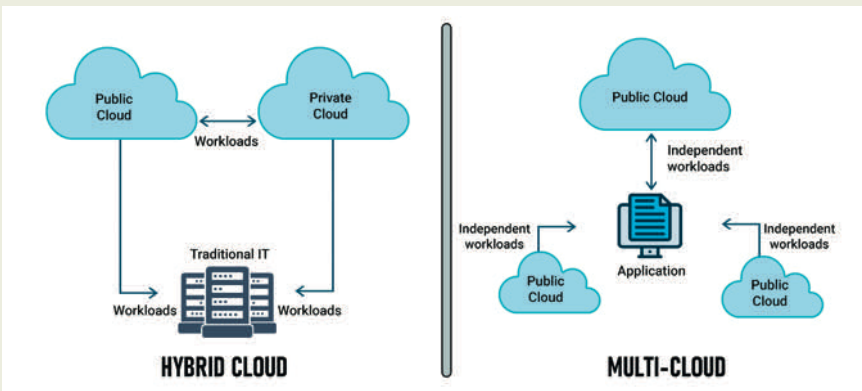 Public
Cloud
Private
Cloud
Workloads
Traditional IT
Workloads
Workloads
HYBRID CLOUD
Public Cloud
Independent
workloads
Independent
workloads
Independent
workloads
Application
Public
Cloud
Public
Cloud
MULTI-CLOUD